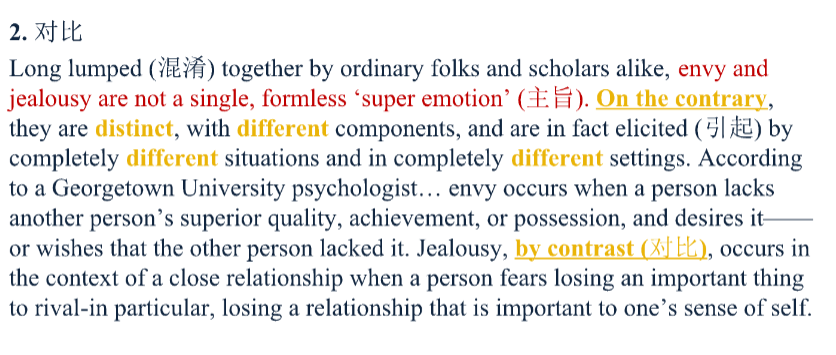 2. 对比
Long lumped (混淆) together by ordinary folks and scholars alike, envy and
jealousy are not a single, formless ‘super emotion’ (主旨). On the contrary,
they are distinct, with different components, and are in fact elicited (引起) by
completely different situations and in completely different settings. According
to a Georgetown University psychologist… envy occurs when a person lacks
another person’s superior quality, achievement, or possession, and desires it——
or wishes that the other person lacked it. Jealousy, by contrast (对比), occurs in
the context of a close relationship when a person fears losing an important thing
to rival-in particular, losing a relationship that is important to one’s sense of self.